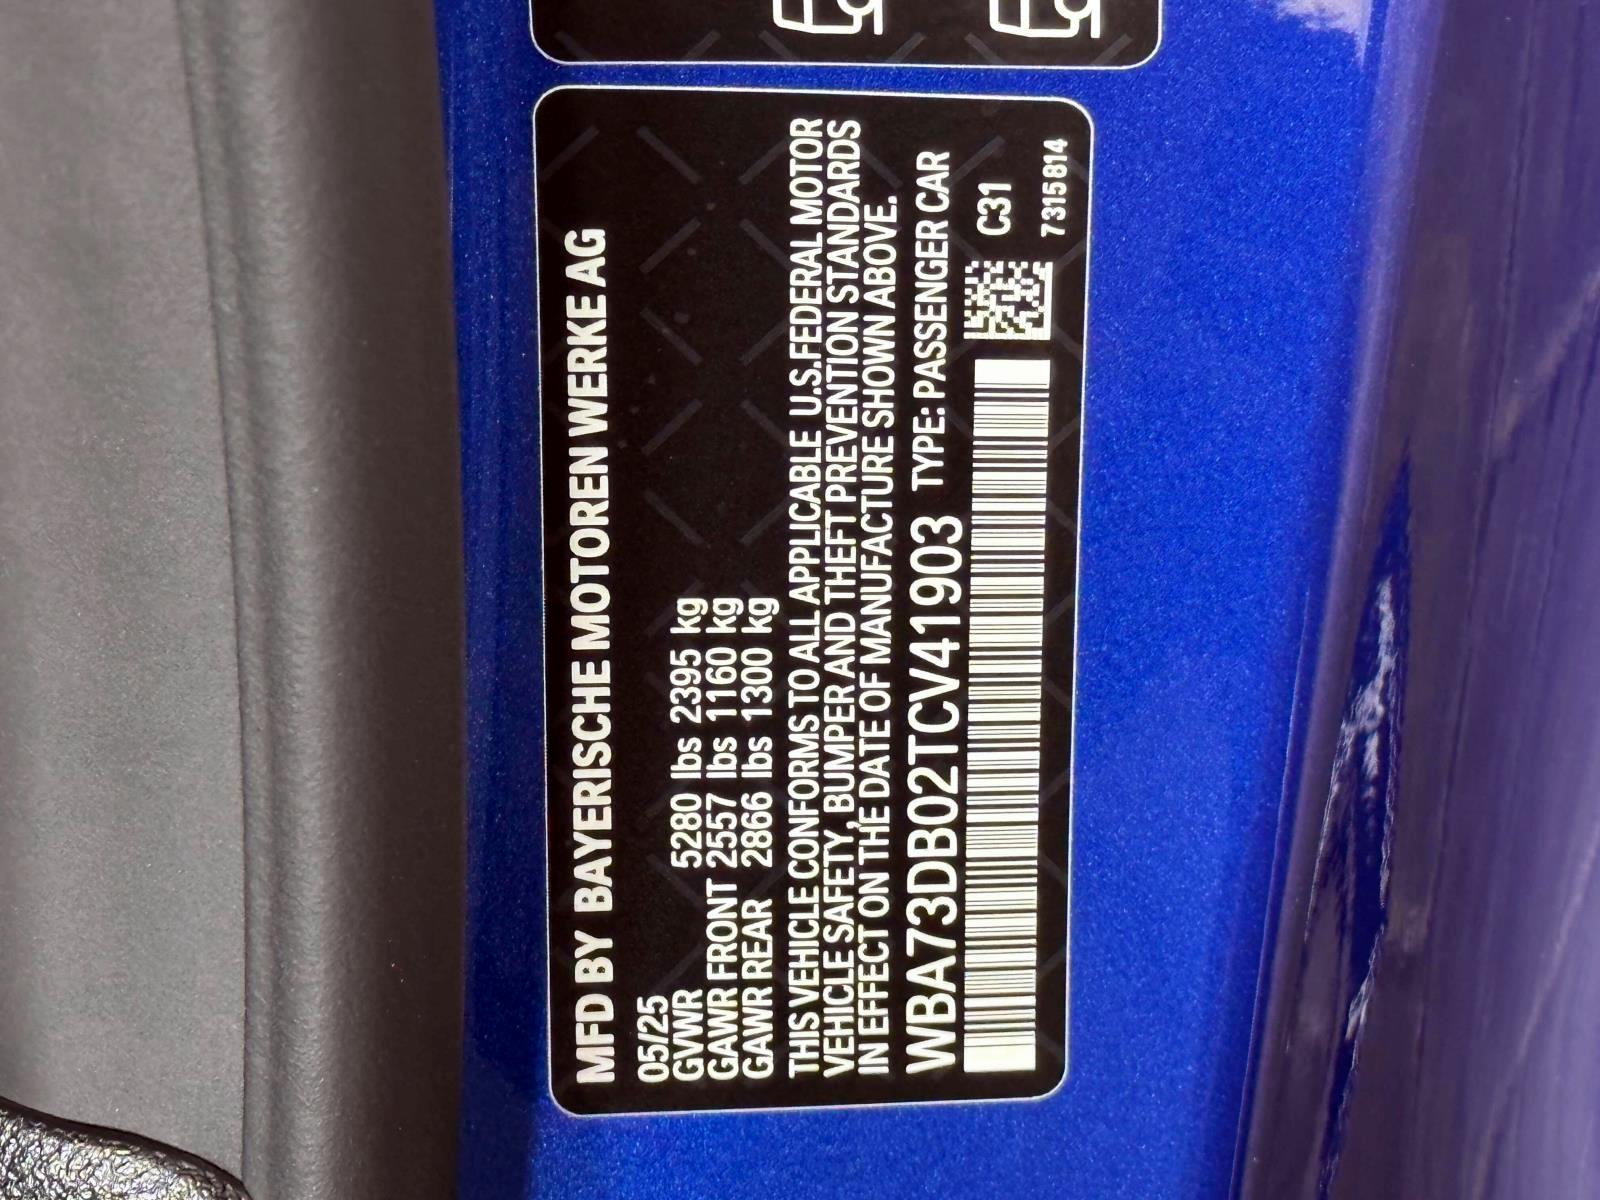 MFD BY BAYERISCHE MOTOREN WERKE AG
05/25
GVWR 5280 lbs 2395 kg
GAWR FRONT 2557 lbs 1160 kg
GAWR REAR 2866 lbs 1300 kg
THIS VEHICLE CONFORMS TO ALL APPLICABLE U.S.FEDERAL MOTOR
VEHICLE SAFETY, BUMPER AND THEFT PREVENTION STANDARDS
IN EFFECT ON THE DATE OF MANUFACTURE SHOWN ABOVE.
WBA73DB02TCV41903 TYPE: PASSENGER CAR
C31
7315814